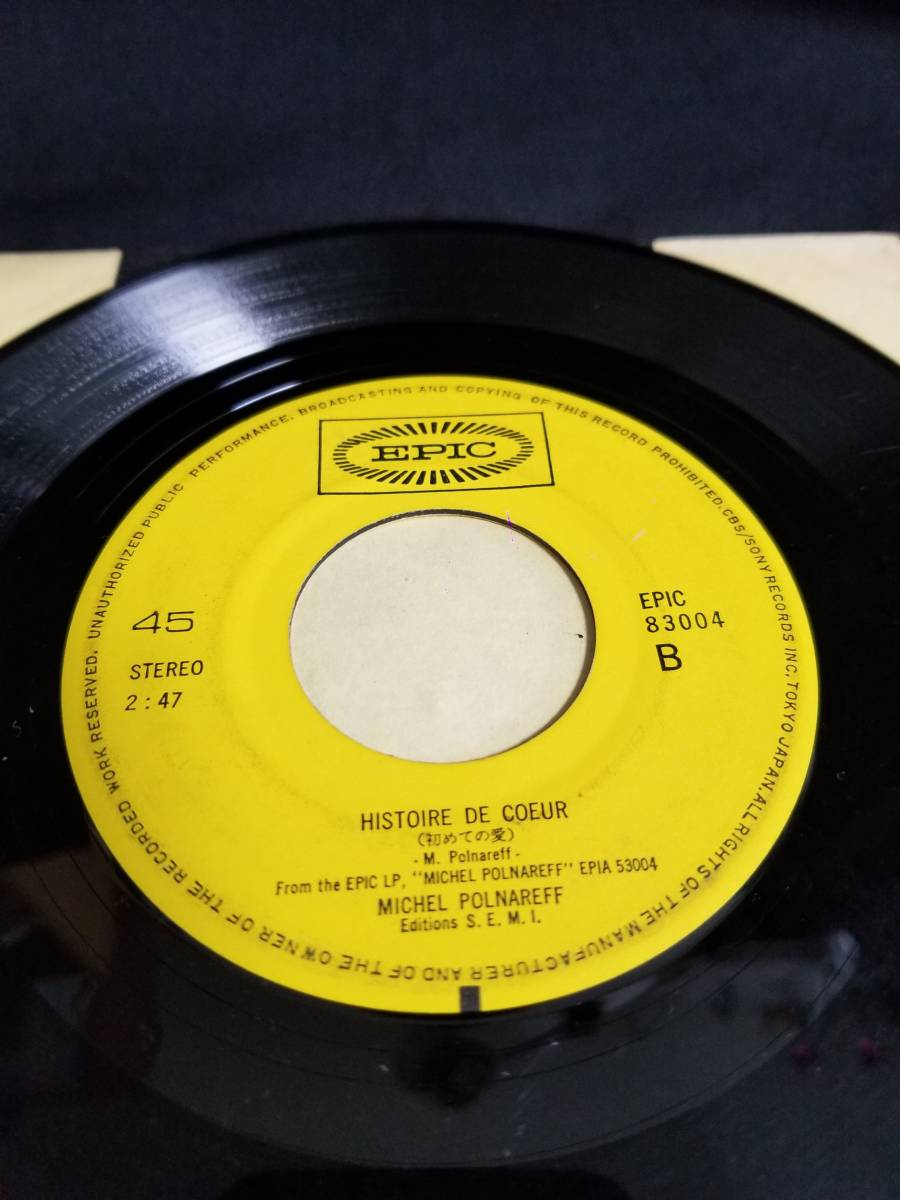 UNAUTHORIZED PUBLIC PERFORMANCE, BROADCASTING AND COPYING OF THIS RECORD PROHIBITED. CBS/SONY RECORDS INC. TOKYO JAPAN. ALL RIGHTS OF THE MANUFACTURER AND OF THE OWNER OF THE RECORDED WORK RESERVED.
EPIC
45
STEREO
2:47
EPIC
83004
B
HISTOIRE DE COEUR
(初めての愛)
- M. Polnareff -
From the EPIC LP, "MICHEL POLNAREFF" EPIA 53004
MICHEL POLNAREFF
Editions S. E. M. I.